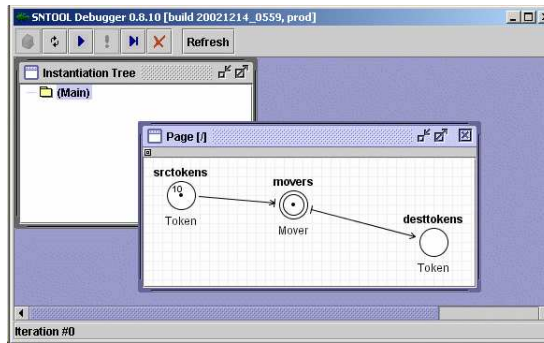 SNTOOL Debugger 0.8.10 [build 20021214_0559, prod]
Refresh
Instantiation Tree
(Main)
Page [/]
srctokens
10
Token
movers
Mover
desttokens
Token
Iteration #0